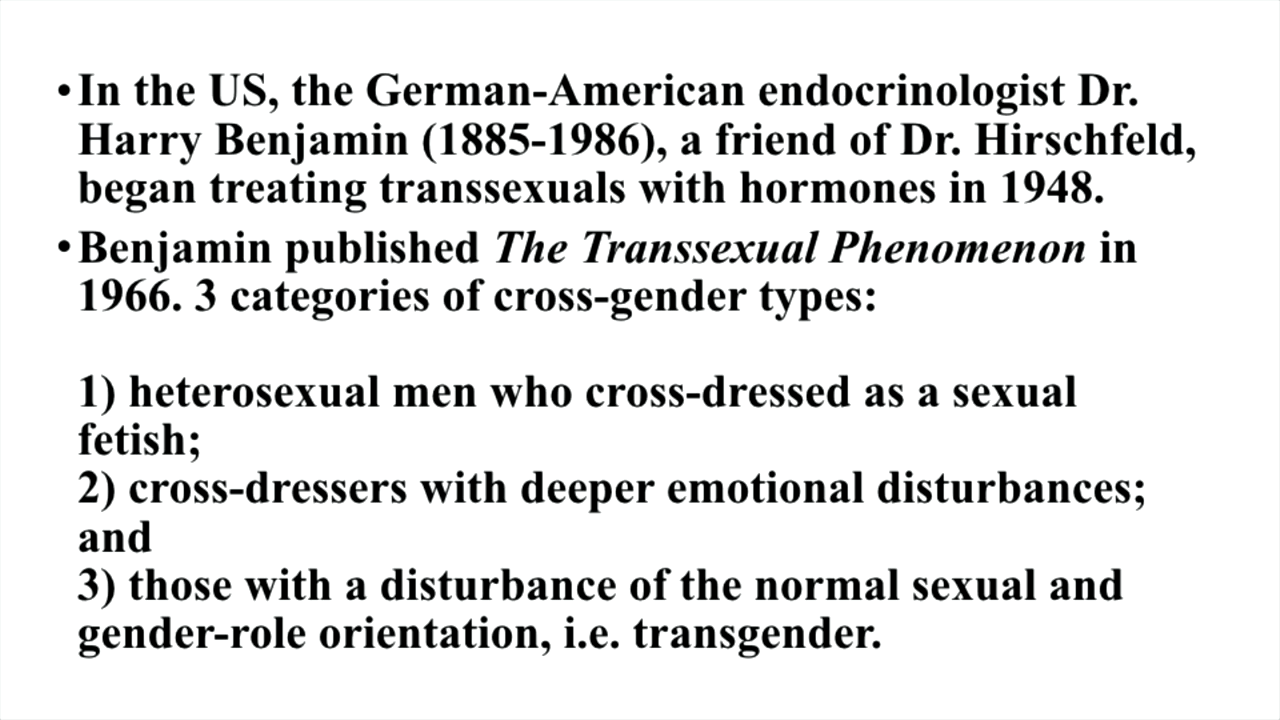 • In the US, the German-American endocrinologist Dr.
Harry Benjamin (1885-1986), a friend of Dr. Hirschfeld,
began treating transsexuals with hormones in 1948.
• Benjamin published The Transsexual Phenomenon in
1966. 3 categories of cross-gender types:
1) heterosexual men who cross-dressed as a sexual
fetish;
2) cross-dressers with deeper emotional disturbances;
and
3) those with a disturbance of the normal sexual and
gender-role orientation, i.e. transgender.